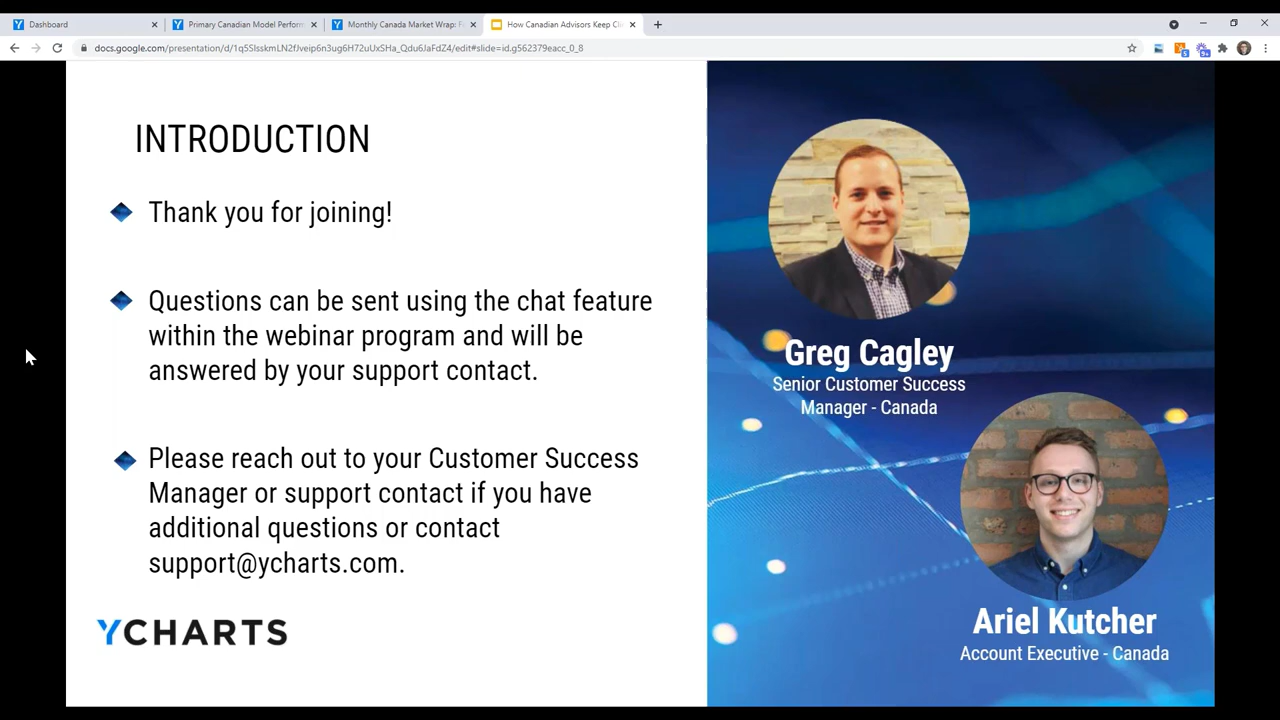 Dashboard
Primary Canadian Model Perform
Monthly Canada Market Wrap: Fe
How Canadian Advisors Keep Clie
docs.google.com/presentation/d/1q5SlsskmLN2fJveip6n3ug6H72uUxSHa_Qdu6JaFdZ4/edit#slide=id.g562379eacc_0_8
INTRODUCTION
Thank you for joining!
Questions can be sent using the chat feature
within the webinar program and will be
answered by your support contact.
Please reach out to your Customer Success
Manager or support contact if you have
additional questions or contact
support@ycharts.com.
YCHARTS
Greg Cagley
Senior Customer Success
Manager - Canada
Ariel Kutcher
Account Executive - Canada